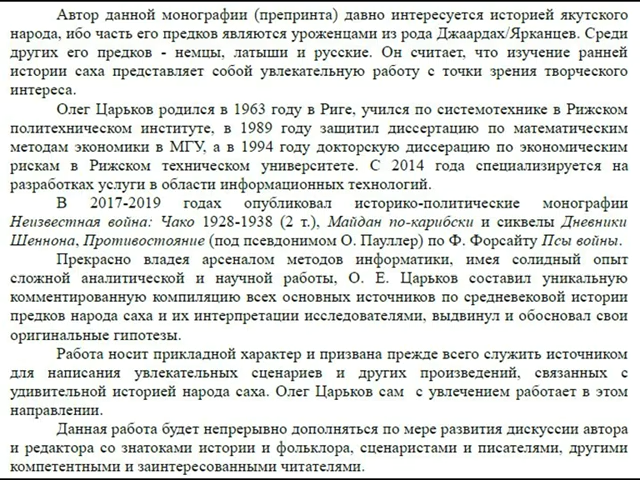 Автор данной монографии (препринта) давно интересуется историей якутского
народа, ибо часть его предков являются уроженцами из рода Джаардах/Ярканцев. Среди
других его предков - немцы, латыши и русские. Он считает, что изучение ранней
истории саха представляет собой увлекательную работу с точки зрения творческого
интереса.
Олег Царьков родился в 1963 году в Риге, учился по системотехнике в Рижском
политехническом институте, в 1989 году защитил диссертацию по математическим
методам экономики в МГУ, а в 1994 году докторскую диссерацию по экономическим
рискам в Рижском техническом университете. С 2014 года специализируется на
разработках услуги в области информационных технологий.
В 2017-2019 годах опубликовал историко-политические монографии
Неизвестная война: Чако 1928-1938 (2 т.), Майдан по-карибски и сиквелы Дневники
Шеннона, Противостояние (под псевдонимом О. Пауллер) по Ф. Форсайту Псы войны.
Прекрасно владея арсеналом методов информатики, имея солидный опыт
сложной аналитической и научной работы, О. Е. Царьков составил уникальную
комментированную компиляцию всех основных источников по средневековой истории
предков народа саха и их интерпретации исследователями, выдвинул и обосновал свои
оригинальные гипотезы.
Работа носит прикладной характер и призвана прежде всего служить источником
для написания увлекательных сценариев и других произведений, связанных с
удивительной историей народа саха. Олег Царьков сам с увлечением работает в этом
направлении.
Данная работа будет непрерывно дополняться по мере развития дискуссии автора
и редактора со знатоками истории и фольклора, сценаристами и писателями, другими
компетентными и заинтересованными читателями.